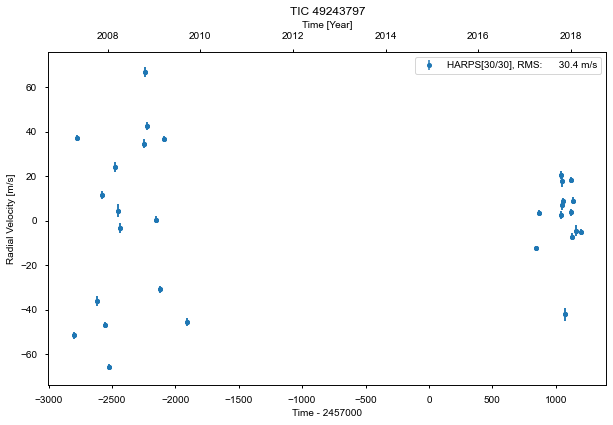 TIC 49243797
Time [Year]
2008 2010 2012 2014 2016 2018
HARPS[30/30], RMS: 30.4 m/s
Radial Velocity [m/s]
60
40
20
0
−20
−40
−60
−3000 −2500 −2000 −1500 −1000 −500 0 500 1000
Time - 2457000